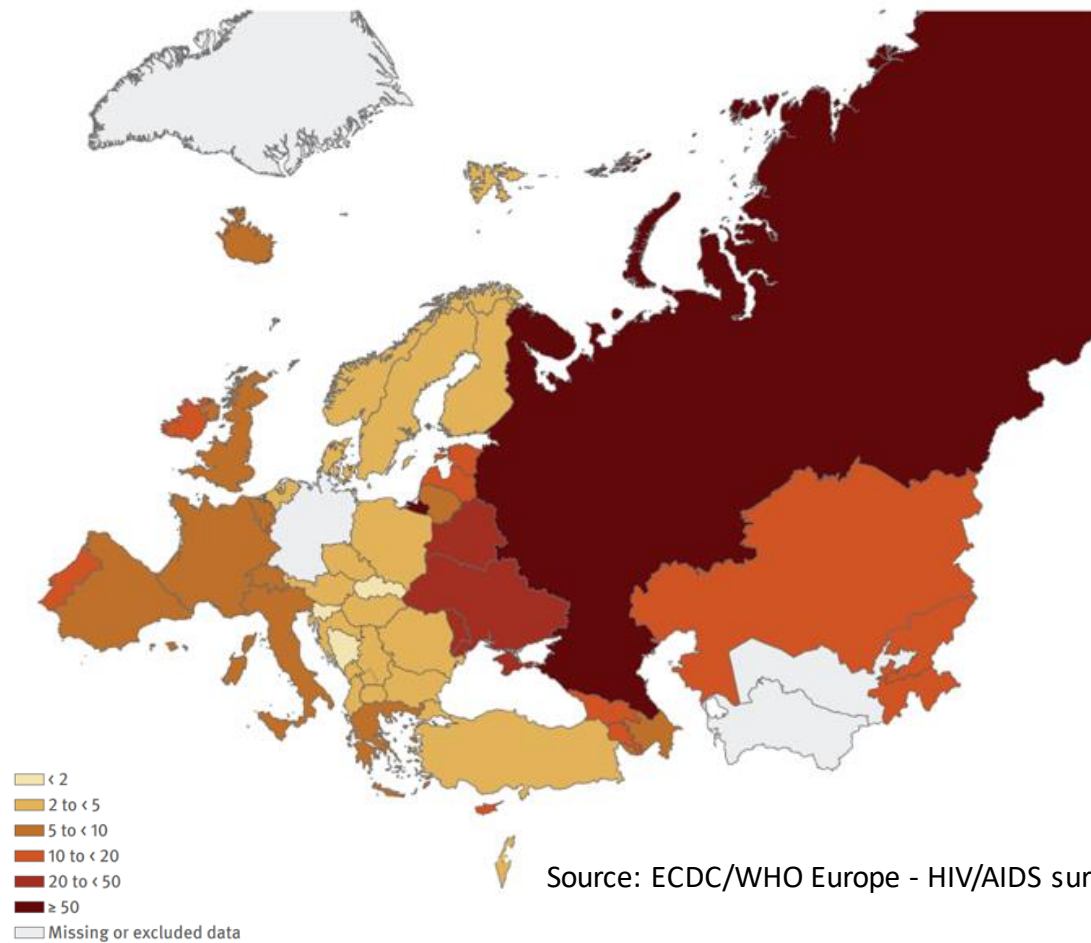 < 2
2 to < 5
5 to < 10
10 to < 20
20 to < 50
≥ 50
Missing or excluded data
Source: ECDC/WHO Europe - HIV/AIDS sur